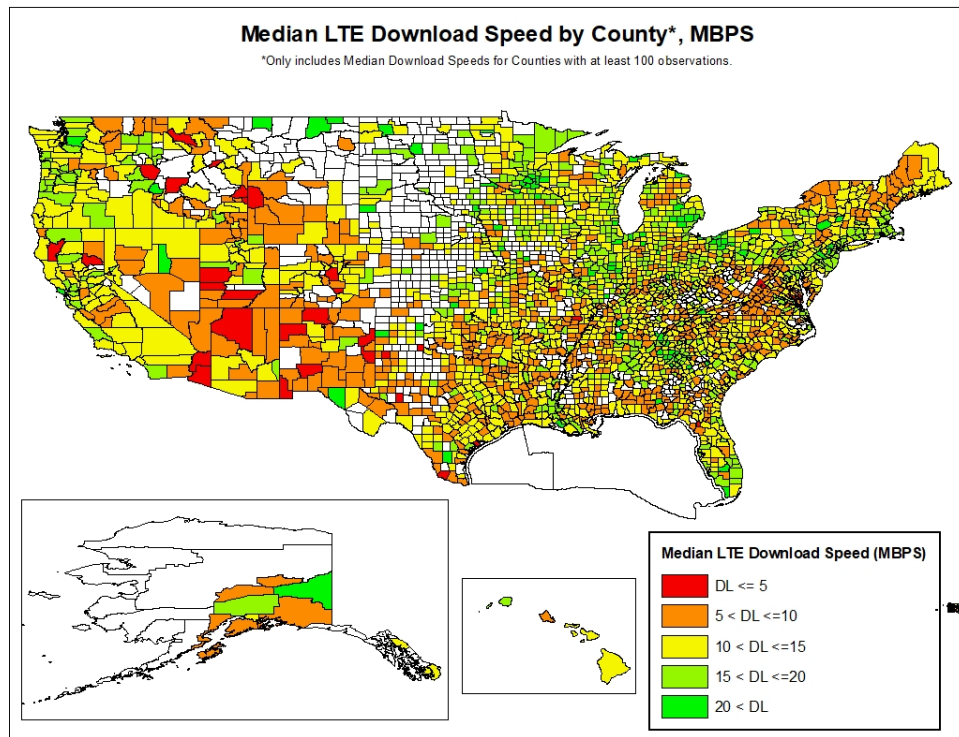 Median LTE Download Speed by County*, MBPS
*Only includes Median Download Speeds for Counties with at least 100 observations.
Median LTE Download Speed (MBPS)
DL <= 5
5 < DL <=10
10 < DL <=15
15 < DL <=20
20 < DL